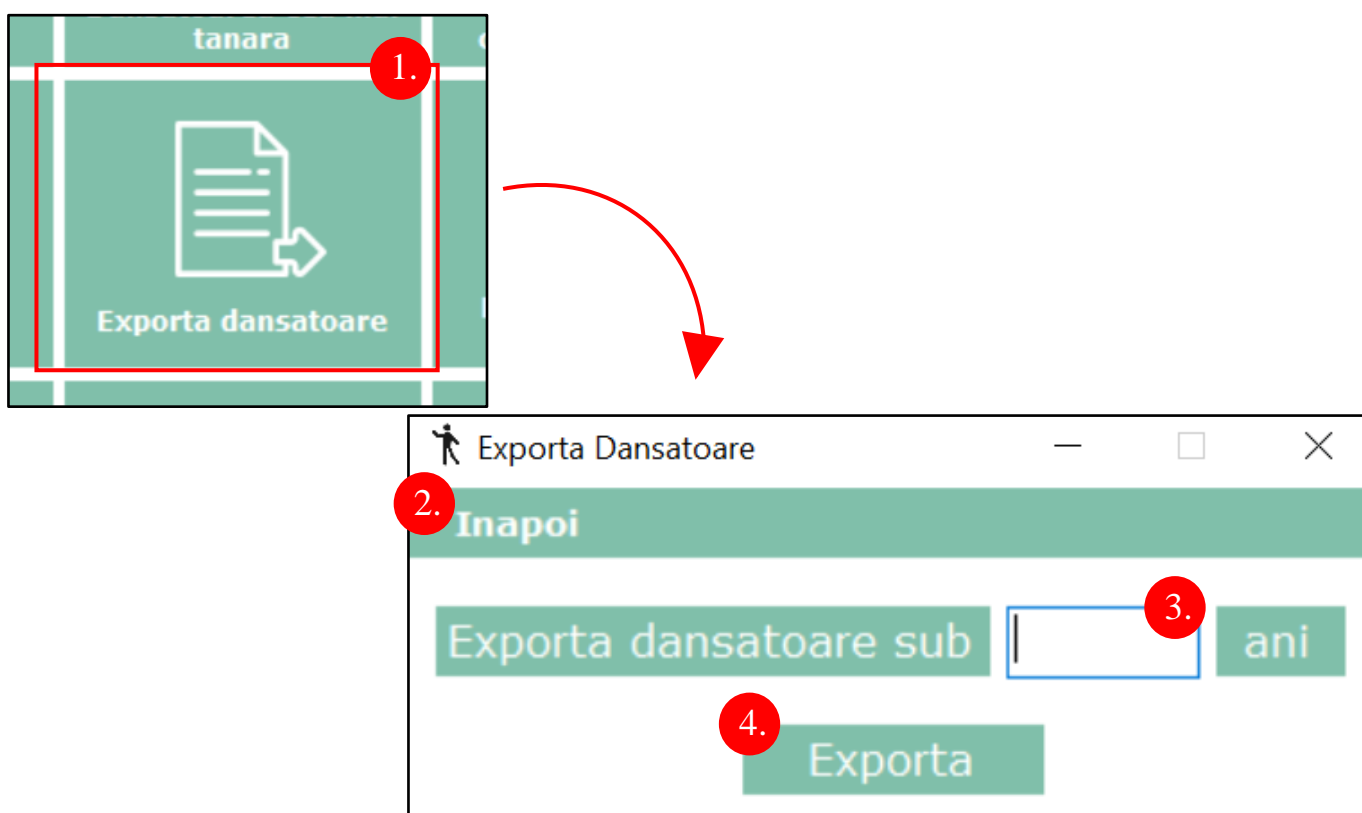 tanara
1.
Exporta dansatoare
Exporta Dansatoare
2.
Inapoi
Exporta dansatoare sub
3.
ani
4.
Exporta